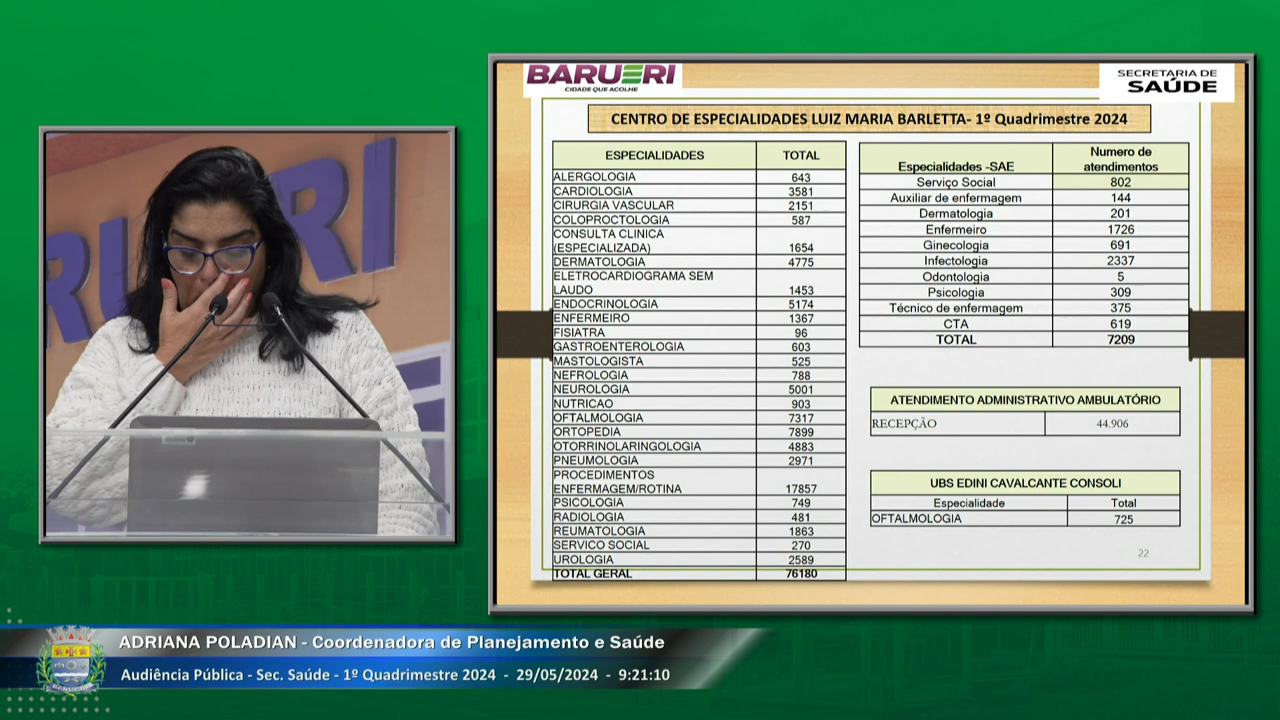 BARUERI
CIDADE QUE ACOLHE
SECRETARIA DE
SAÚDE
CENTRO DE ESPECIALIDADES LUIZ MARIA BARLETTA- 1º Quadrimestre 2024
ESPECIALIDADES TOTAL
ALERGOLOGIA 643
CARDIOLOGIA 3581
CIRURGIA VASCULAR 2151
COLOPROCTOLOGIA 587
CONSULTA CLINICA
(ESPECIALIZADA) 1654
DERMATOLOGIA 4775
ELETROCARDIOGRAMA SEM
LAUDO 1453
ENDOCRINOLOGIA 5174
ENFERMEIRO 1367
FISIATRA 96
GASTROENTEROLOGIA 603
MASTOLOGISTA 525
NEFROLOGIA 788
NEUROLOGIA 5001
NUTRICAO 903
OFTALMOLOGIA 7317
ORTOPEDIA 7899
OTORRINOLARINGOLOGIA 4883
PNEUMOLOGIA 2971
PROCEDIMENTOS
ENFERMAGEM/ROTINA 17857
PSICOLOGIA 749
RADIOLOGIA 481
REUMATOLOGIA 1863
SERVICO SOCIAL 270
UROLOGIA 2589
TOTAL GERAL 76180
Numero de
Especialidades -SAE atendimentos
Serviço Social 802
Auxiliar de enfermagem 144
Dermatologia 201
Enfermeiro 1726
Ginecologia 691
Infectologia 2337
Odontologia 5
Psicologia 309
Técnico de enfermagem 375
CTA 619
TOTAL 7209
ATENDIMENTO ADMINISTRATIVO AMBULATÓRIO
RECEPÇÃO 44.906
UBS EDINI CAVALCANTE CONSOLI
Especialidade Total
OFTALMOLOGIA 725
22
RUERI
ADRIANA POLADIAN - Coordenadora de Planejamento e Saúde
Audiência Pública - Sec. Saúde - 1º Quadrimestre 2024 - 29/05/2024 - 9:21:10